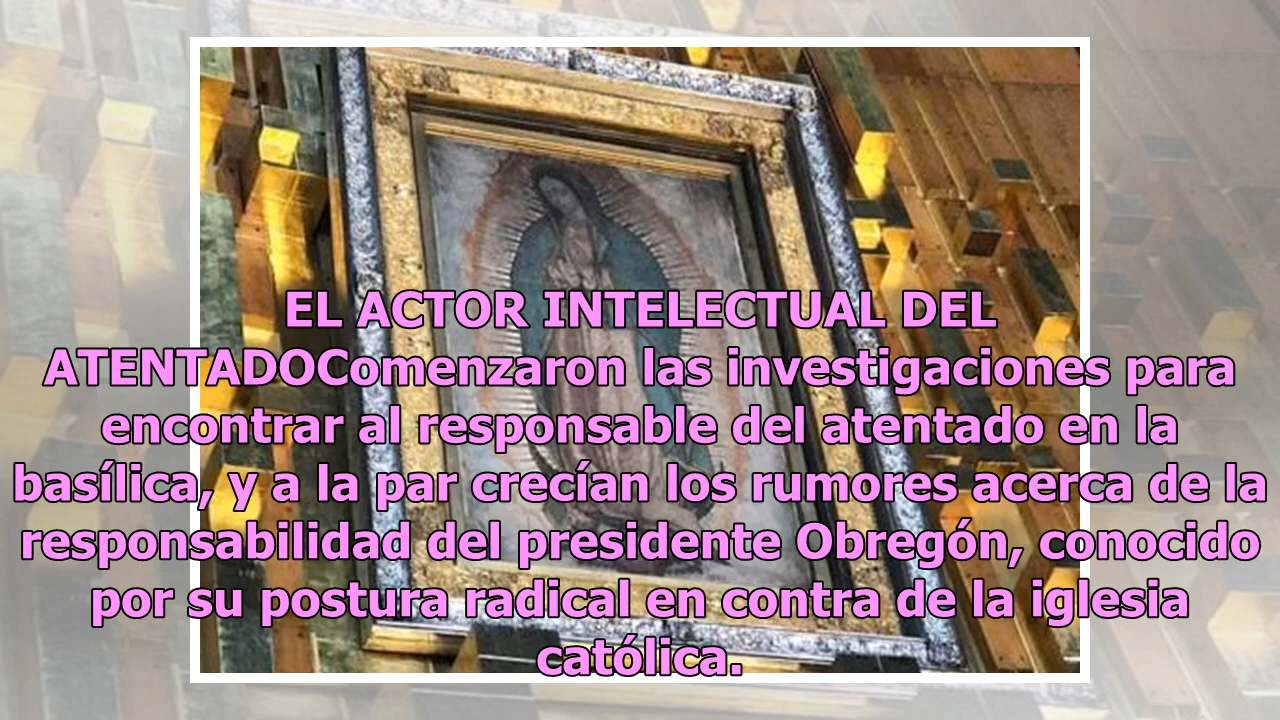 EL ACTOR INTELECTUAL DEL
ATENTADOComenzaron las investigaciones para
encontrar al responsable del atentado en la
basílica, y a la par crecían los rumores acerca de la
responsabilidad del presidente Obregón, conocido
por su postura radical en contra de la iglesia
católica.